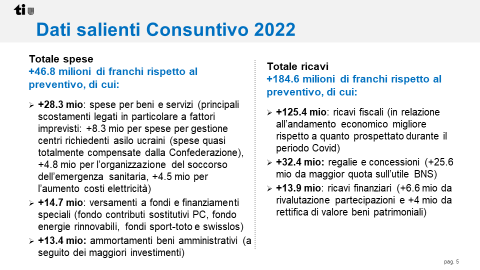 ti
Dati salienti Consuntivo 2022
Totale spese
+46.8 milioni di franchi rispetto al
preventivo, di cui:
➢ +28.3 mio: spese per beni e servizi (principali
scostamenti legati in particolare a fattori
imprevisti: +8.3 mio per spese per gestione
centri richiedenti asilo ucraini (spese quasi
totalmente compensate dalla Confederazione),
+4.8 mio per l'organizzazione del soccorso
dell'emergenza sanitaria, +4.5 mio per
l'aumento costi elettricità)
➢ +14.7 mio: versamenti a fondi e finanziamenti
speciali (fondo contributi sostitutivi PC, fondo
energie rinnovabili, fondi sport-toto e swisslos)
➢ +13.4 mio: ammortamenti beni amministrativi (a
seguito dei maggiori investimenti)
Totale ricavi
+184.6 milioni di franchi rispetto al
preventivo, di cui:
➢ +125.4 mio: ricavi fiscali (in relazione
all'andamento economico migliore
rispetto a quanto prospettato durante il
periodo Covid)
➢ +32.4 mio: regalie e concessioni (+25.6
mio da maggior quota sull'utile BNS)
➢ +13.9 mio: ricavi finanziari (+6.6 mio da
rivalutazione partecipazioni e +4 mio da
rettifica di valore beni patrimoniali)
pag. 5